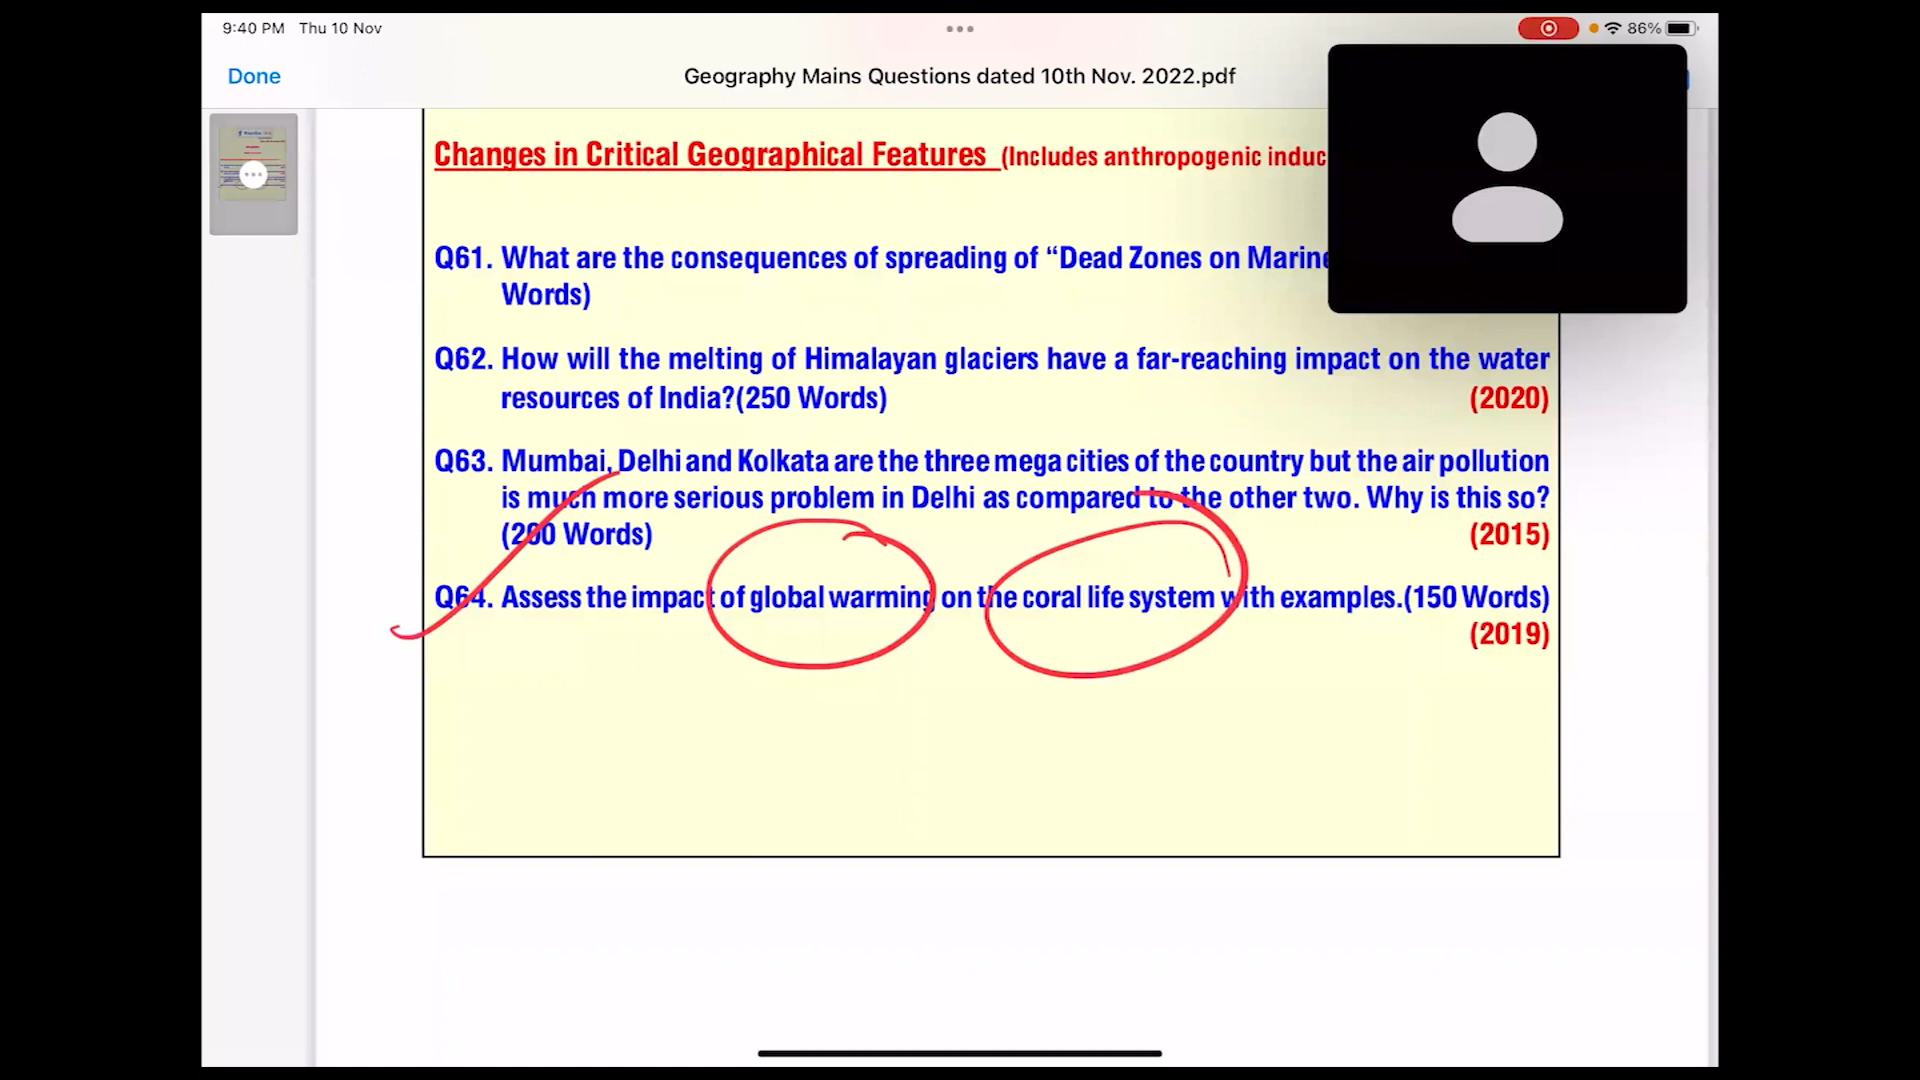 9:40 PM Thu 10 Nov
86%
Done
Geography Mains Questions dated 10th Nov. 2022.pdf
Changes in Critical Geographical Features (Includes anthropogenic
Q61. What are the consequences of spreading of “Dead Zones on
Words)
Q62. How will the melting of Himalayan glaciers have a far-reaching impact on the water
resources of India?(250 Words) (2020)
Q63. Mumbai, Delhi and Kolkata are the three mega cities of the country but the air pollution
is much more serious problem in Delhi as compared to the other two. Why is this so?
(200 Words) (2015)
Q64. Assess the impact of global warming on the coral life system with examples.(150 Words)
(2019)